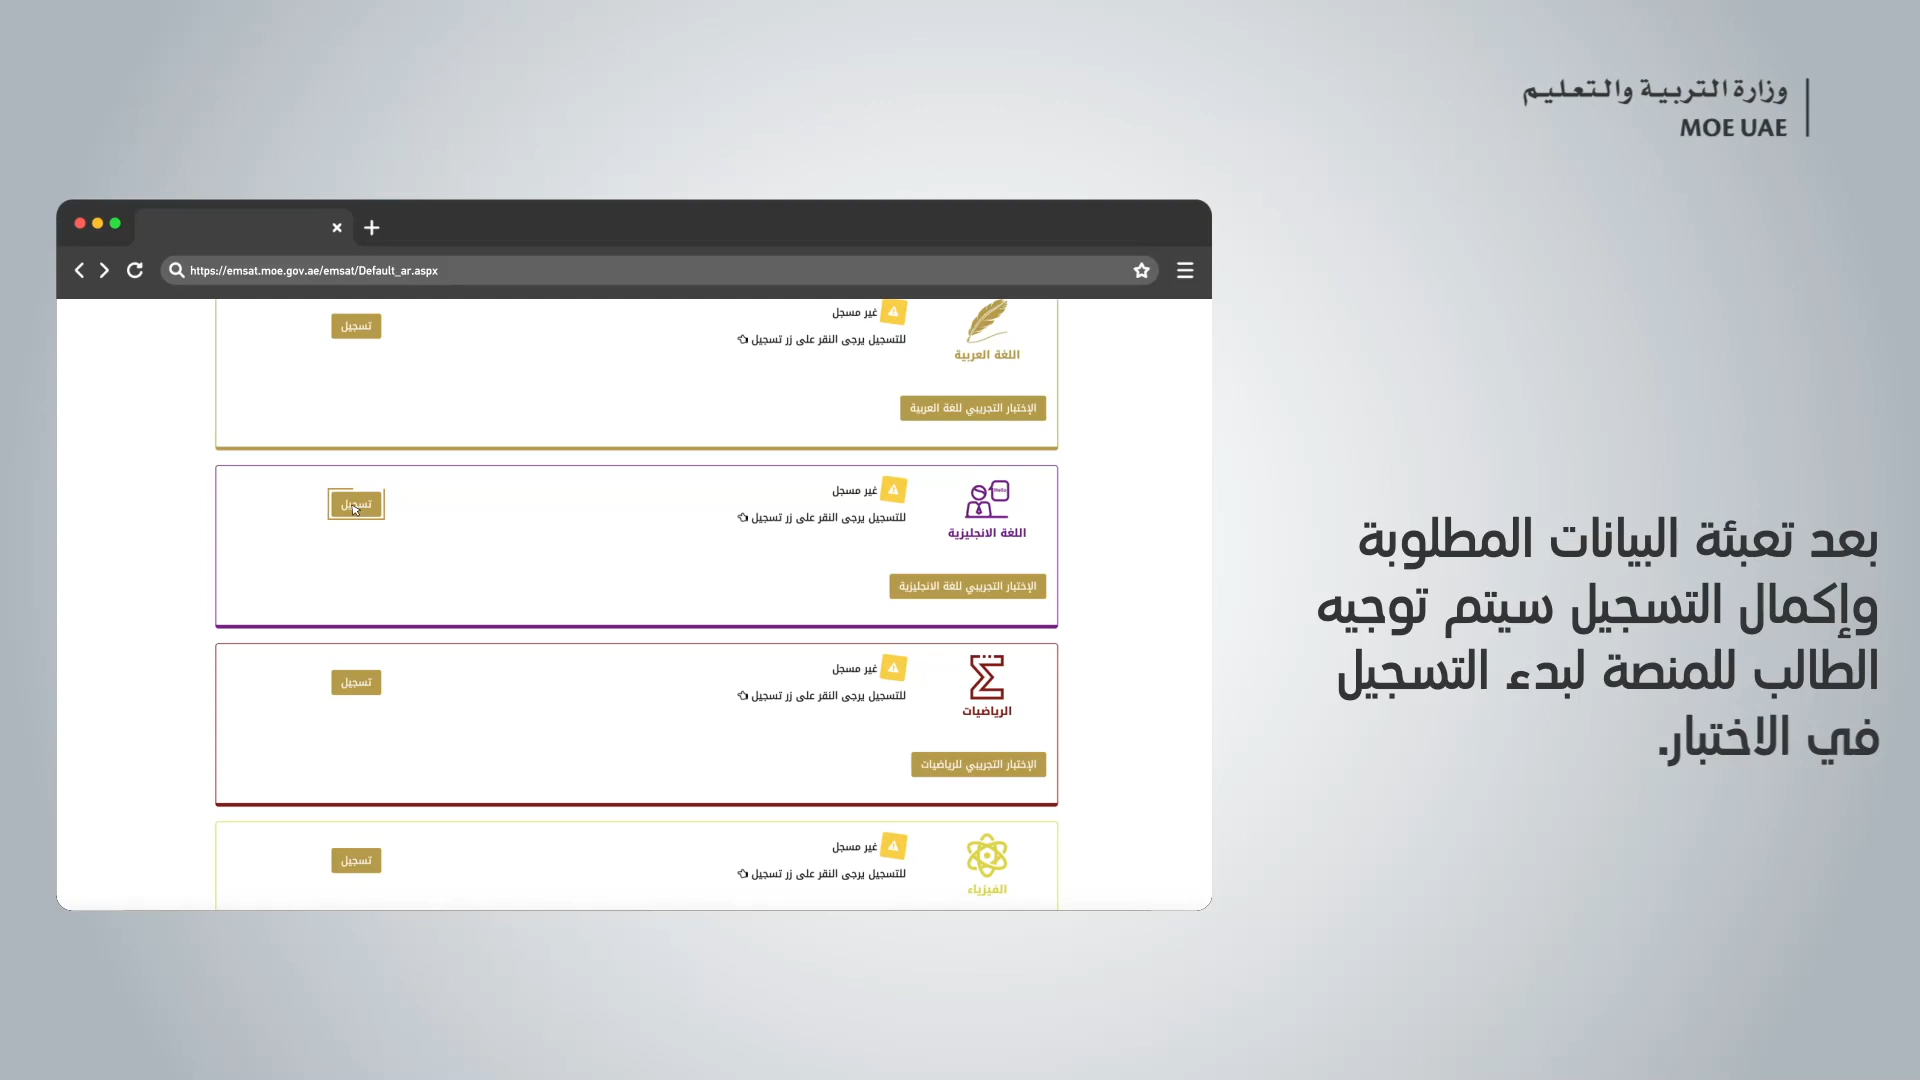 وزارة التربية والتعليم
MOE UAE
https://emsat.moe.gov.ae/emsat/Default_ar.aspx
غير مسجل
للتسجيل يرجى النقر على زر تسجيل
تسجيل
اللغة العربية
الإختبار التجريبي للغة العربية
غير مسجل
للتسجيل يرجى النقر على زر تسجيل
تسجيل
Hello
اللغة الانجليزية
الإختبار التجريبي للغة الانجليزية
غير مسجل
للتسجيل يرجى النقر على زر تسجيل
تسجيل
الرياضيات
الإختبار التجريبي للرياضيات
غير مسجل
للتسجيل يرجى النقر على زر تسجيل
تسجيل
الفيزياء
بعد تعبئة البيانات المطلوبة
وإكمال التسجيل سيتم توجيه
الطالب للمنصة لبدء التسجيل
في الاختبار.